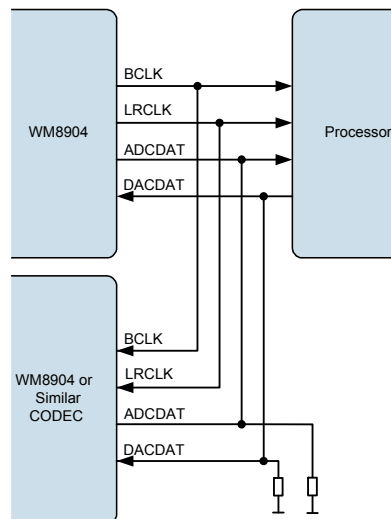 BCLK
LRCLK
WM8904
Processor
ADCDAT
DACDAT
BCLK
WM8904 or
Similar
CODEC
LRCLK
ADCDAT
DACDAT